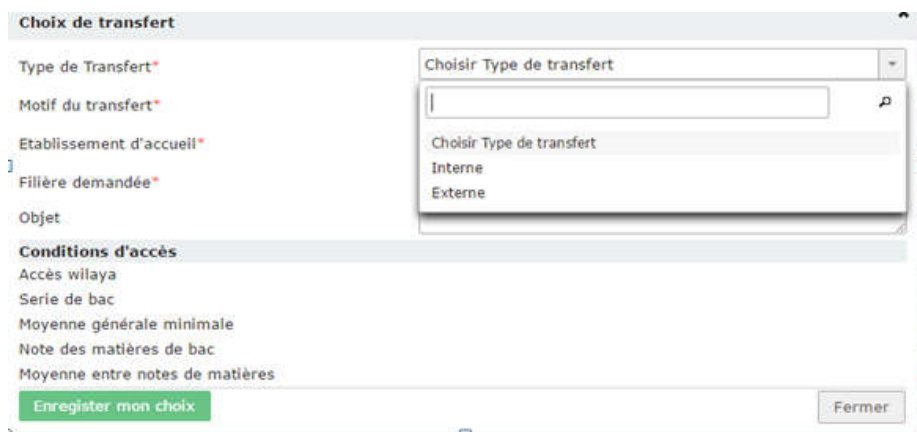 Choix de transfert
Type de Transfert*
Choisir Type de transfert
Motif du transfert*
Etablissement d'accueil*
Choisir Type de transfert
Interne
Filière demandée*
Externe
Objet
Conditions d'accès
Accès wilaya
Serie de bac
Moyenne générale minimale
Note des matières de bac
Moyenne entre notes de matières
Enregister mon choix
Fermer